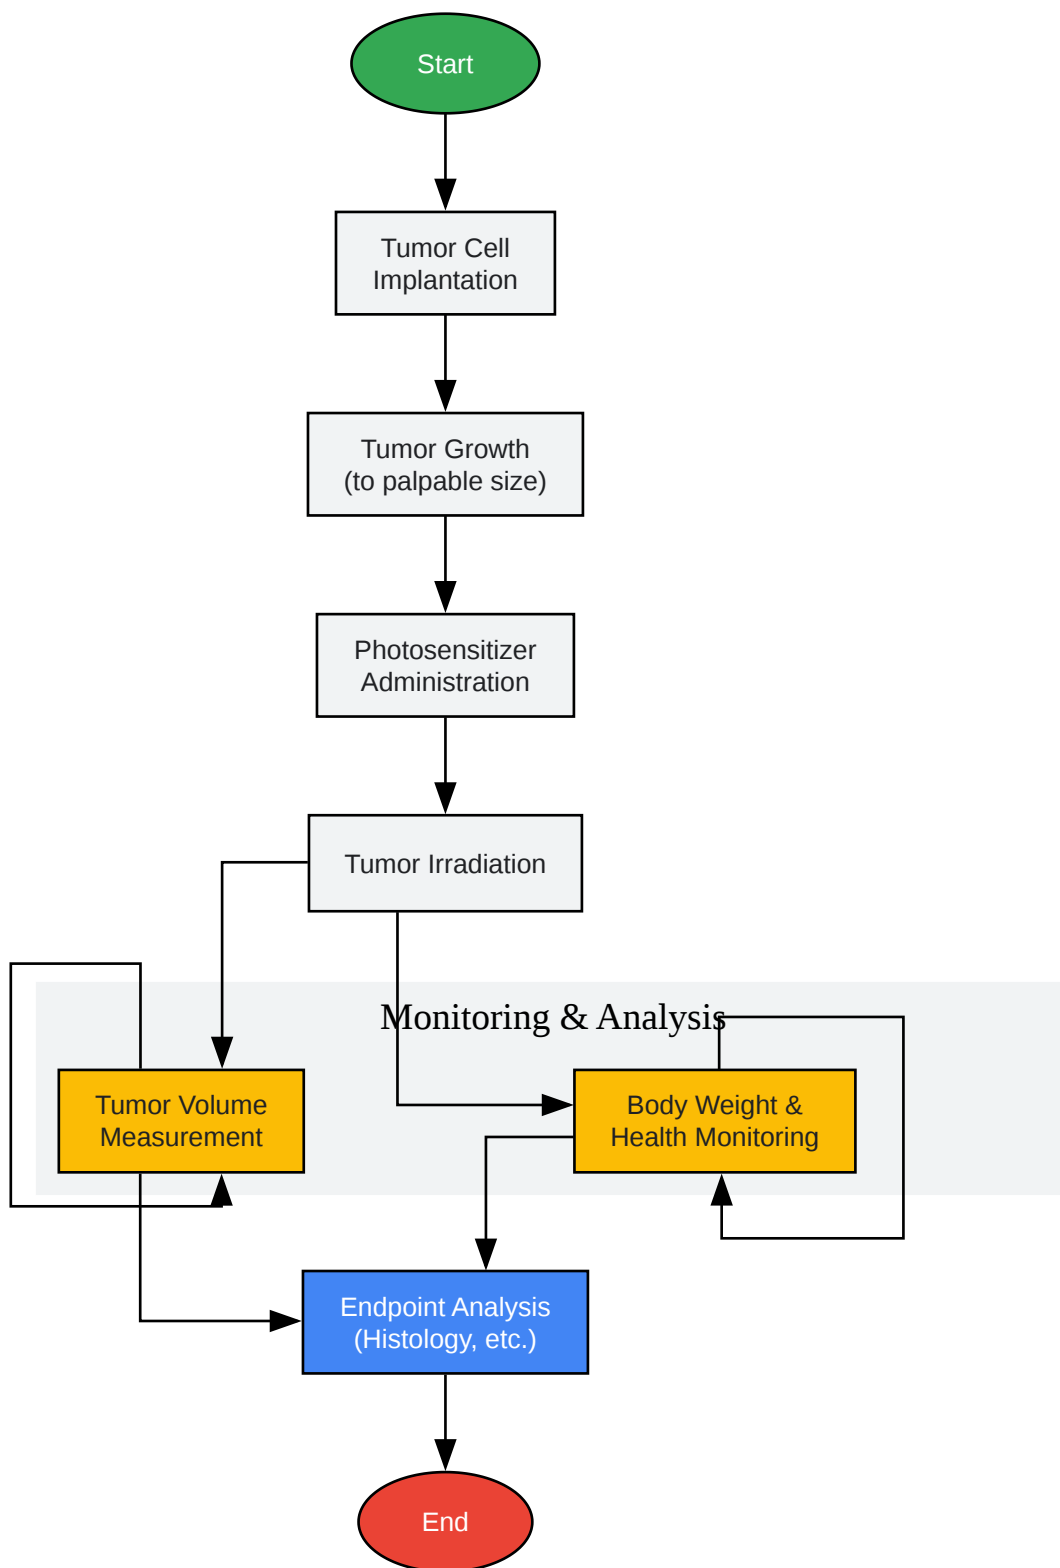 Start
Tumor Cell
Implantation
Tumor Growth
(to palpable size)
Photosensitizer
Administration
Tumor Irradiation
Monitoring & Analysis
Tumor Volume
Measurement
Body Weight &
Health Monitoring
Endpoint Analysis
(Histology, etc.)
End